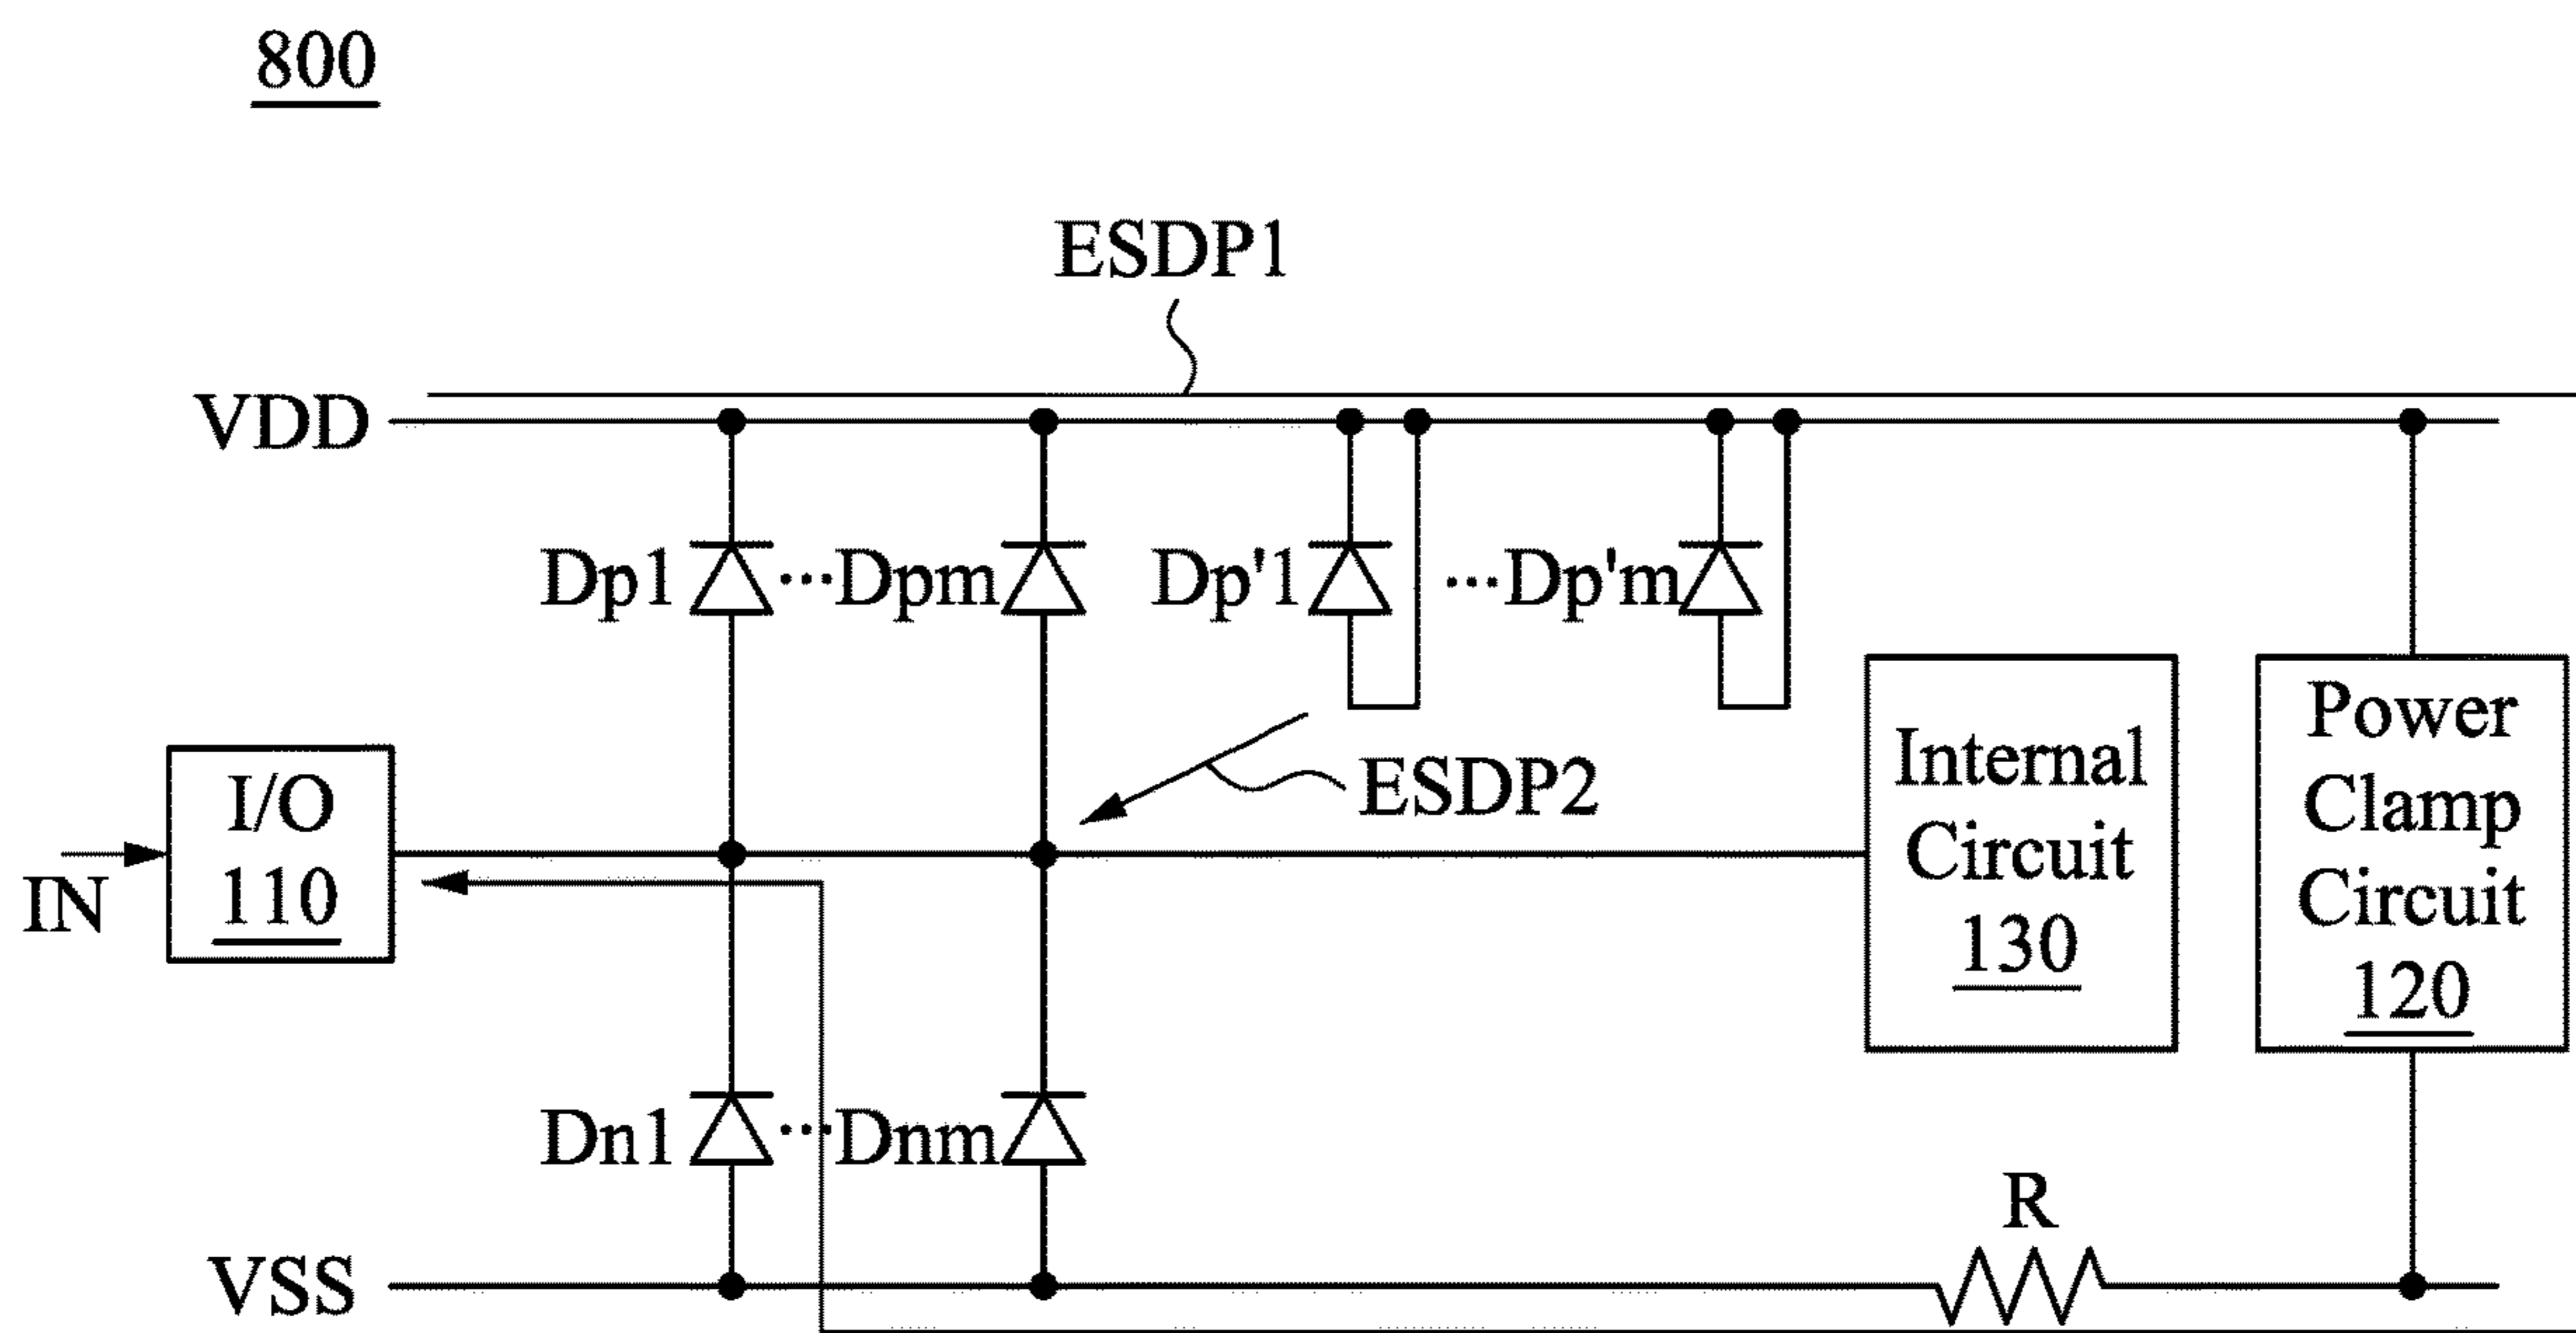 800
ESDP1
VDD
Dp1 ...Dpm Dp'1 ...Dp'm
ESDP2
IN
I/O
110
Internal
Circuit
130
Power
Clamp
Circuit
120
Dn1 ...Dnm
R
VSS